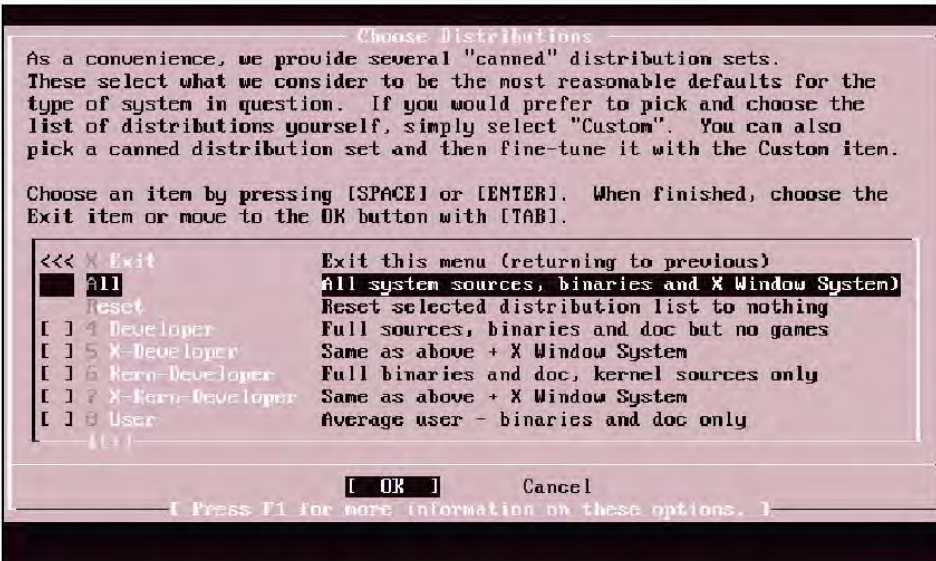 Choose Distributions
As a convenience, we provide several "canned" distribution sets.
These select what we consider to be the most reasonable defaults for the
type of system in question.  If you would prefer to pick and choose the
list of distributions yourself, simply select "Custom".  You can also
pick a canned distribution set and then fine-tune it with the Custom item.
Choose an item by pressing [SPACE] or [ENTER].  When finished, choose the
Exit item or move to the OK button with [TAB].
<<< X Exit Exit this menu (returning to previous)
All All system sources, binaries and X Window System)
Reset Reset selected distribution list to nothing
[ ] 4 Developer Full sources, binaries and doc but no games
[ ] 5 X-Developer Same as above + X Window System
[ ] 6 Kern-Developer Full binaries and doc, kernel sources only
[ ] 7 X-Kern-Developer Same as above + X Window System
[ ] 8 User Average user - binaries and doc only
[ OK ] Cancel
[ Press F1 for more information on these options. ]